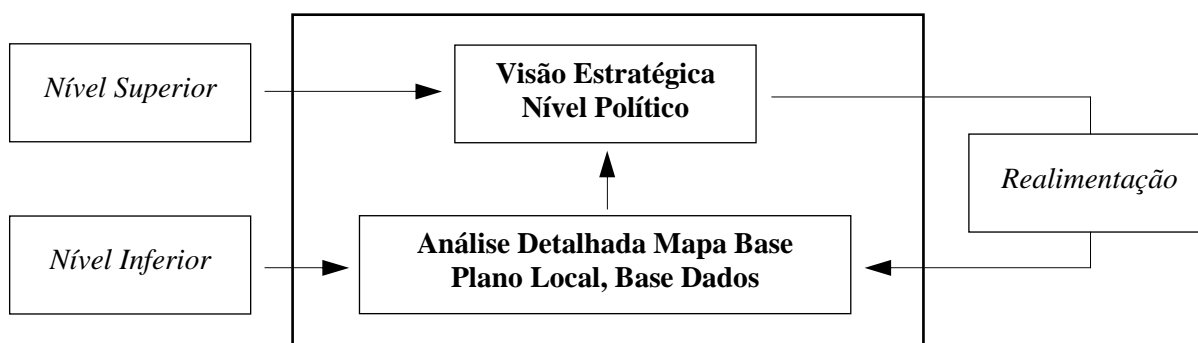 Nível Superior
Visão Estratégica
Nível Político
Realimentação
Nível Inferior
Análise Detalhada Mapa Base
Plano Local, Base Dados